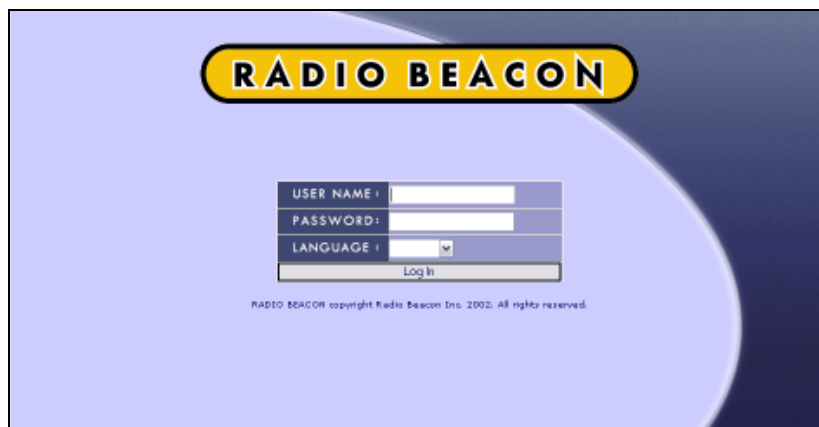 RADIO BEACON
USER NAME :
PASSWORD:
LANGUAGE :
Log In
RADIO BEACON copyright Radio Beacon Inc. 2002. All rights reserved.